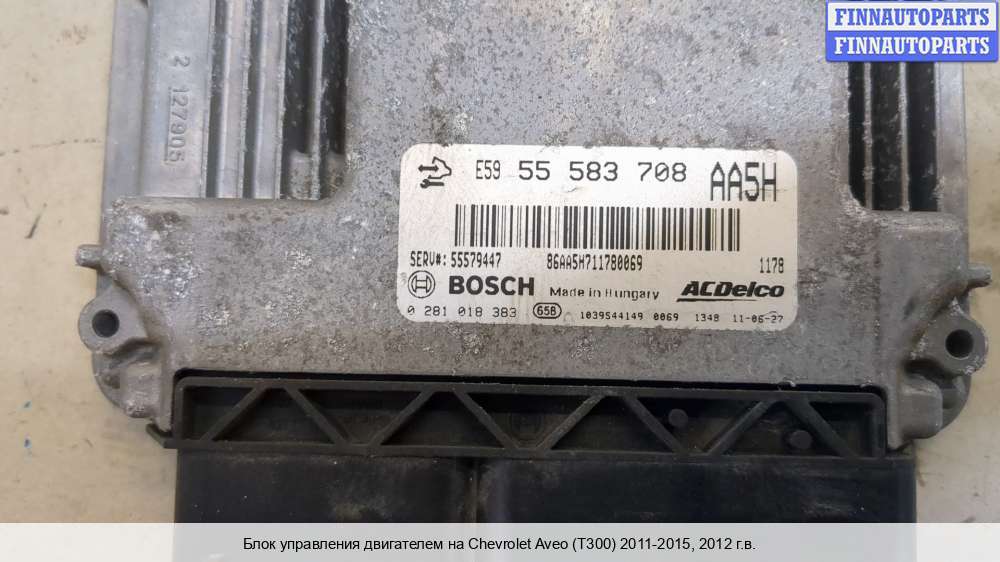 FINNAUTOPARTS
FINNAUTOPARTS
2 127905
E59 55 583 708 AA5H
SERV#: 55579447 86AA5H711780069 1178
BOSCH Made in Hungary ACDelco
0 281 018 383 658 1039S44149 0069 1348 11-06-27
Блок управления двигателем на Chevrolet Aveo (T300) 2011-2015, 2012 г.в.